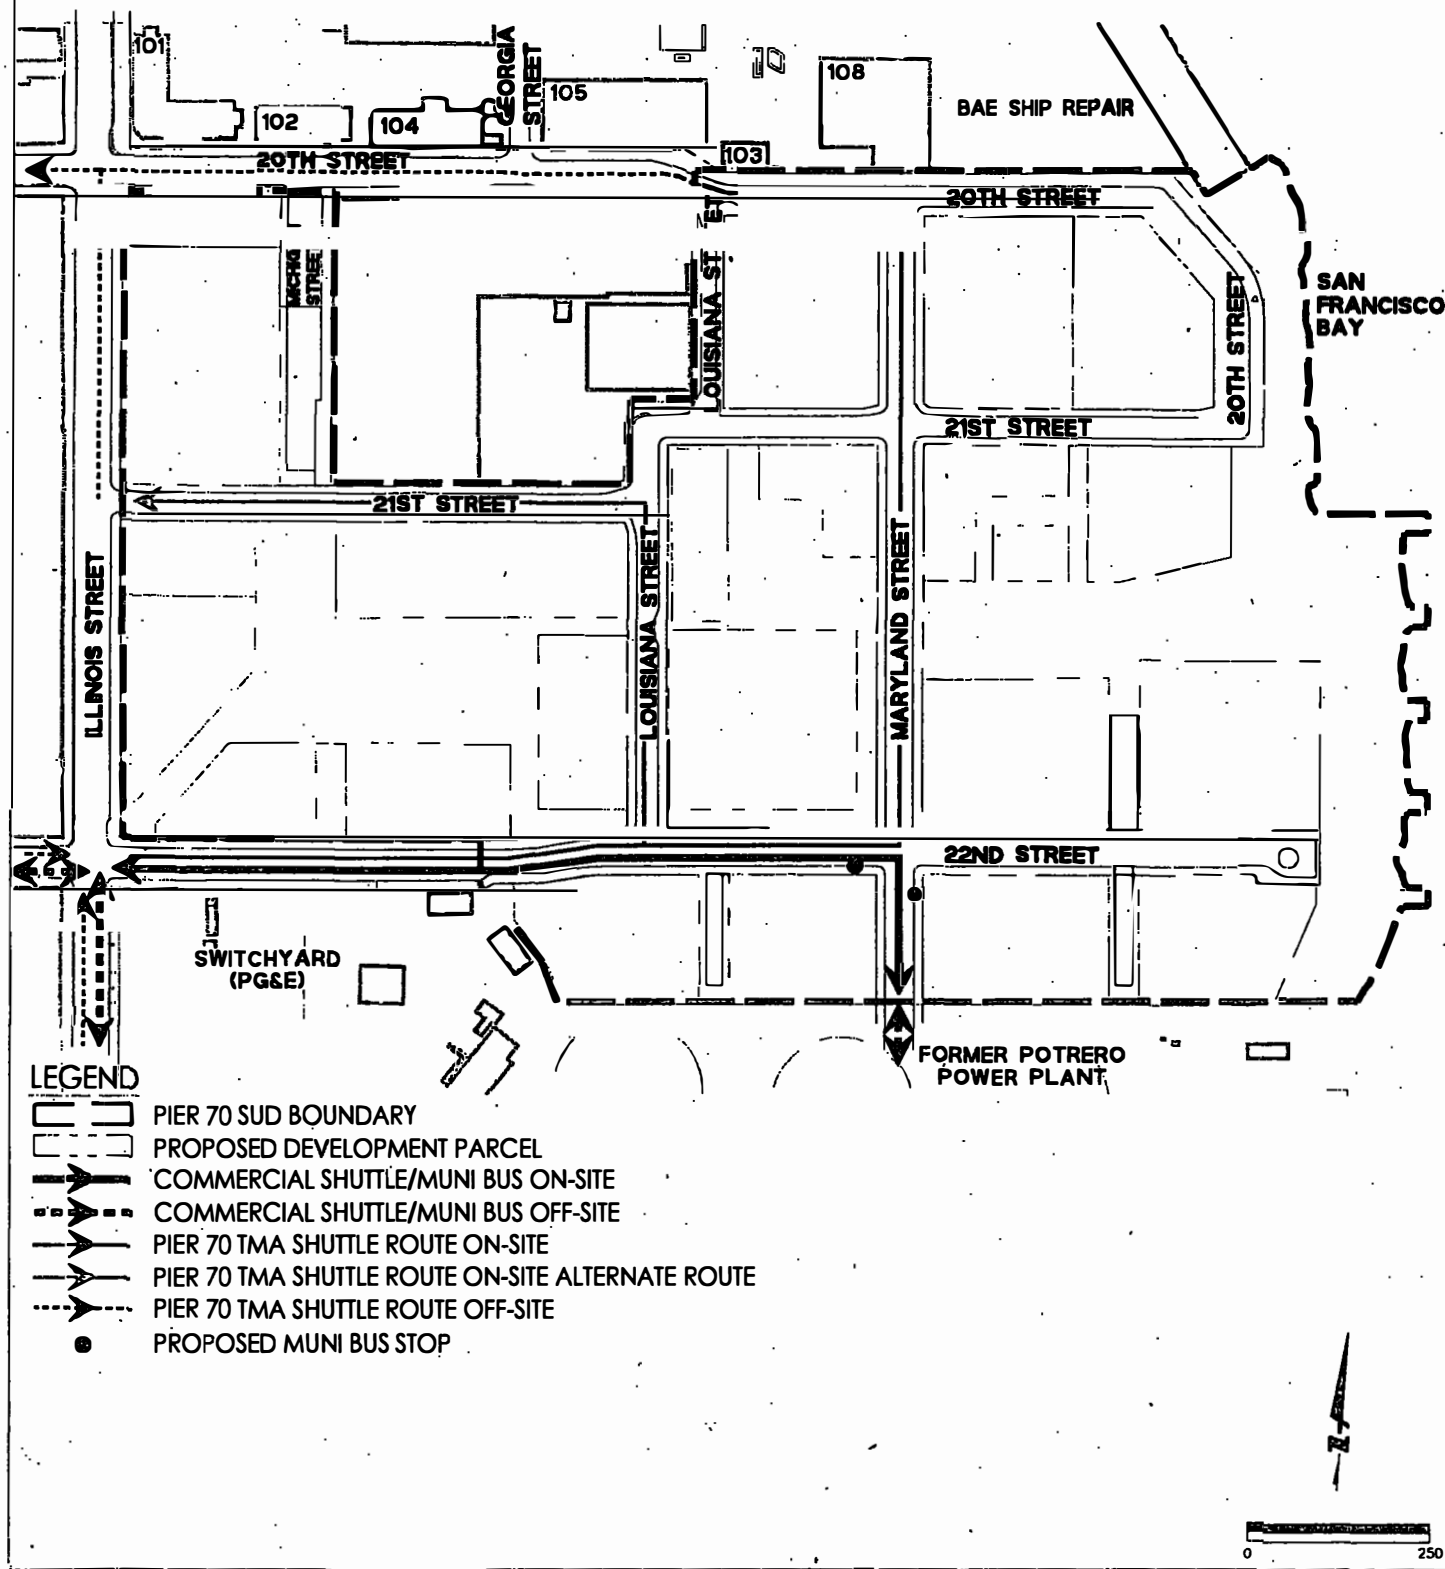 101
102
104
GEORGIA
STREET
105
108
BAE SHIP REPAIR
103
20TH STREET
20TH STREET
STREET
LOUISIANA ST
20TH STREET
SAN
FRANCISCO
BAY
21ST STREET
21ST STREET
ILLINOIS STREET
LOUISIANA STREET
MARYLAND STREET
22ND STREET
SWITCHYARD
(PG&E)
FORMER POTRERO
POWER PLANT
LEGEND
PIER 70 SUD BOUNDARY
PROPOSED DEVELOPMENT PARCEL
COMMERCIAL SHUTTLE/MUNI BUS ON-SITE
COMMERCIAL SHUTTLE/MUNI BUS OFF-SITE
PIER 70 TMA SHUTTLE ROUTE ON-SITE
PIER 70 TMA SHUTTLE ROUTE ON-SITE ALTERNATE ROUTE
PIER 70 TMA SHUTTLE ROUTE OFF-SITE
PROPOSED MUNI BUS STOP
N
0 250